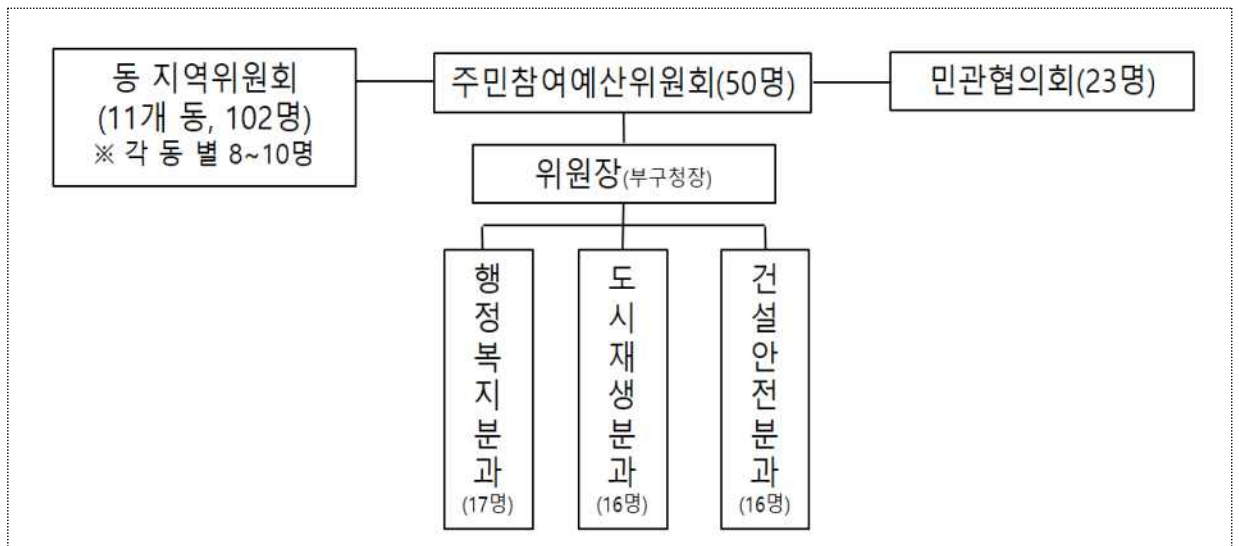 동 지역위원회
(11개 동, 102명)
※ 각 동 별 8~10명
주민참여예산위원회(50명)
민관협의회(23명)
위원장(부구청장)
행정복지분과
(17명)
도시재생분과
(16명)
건설안전분과
(16명)